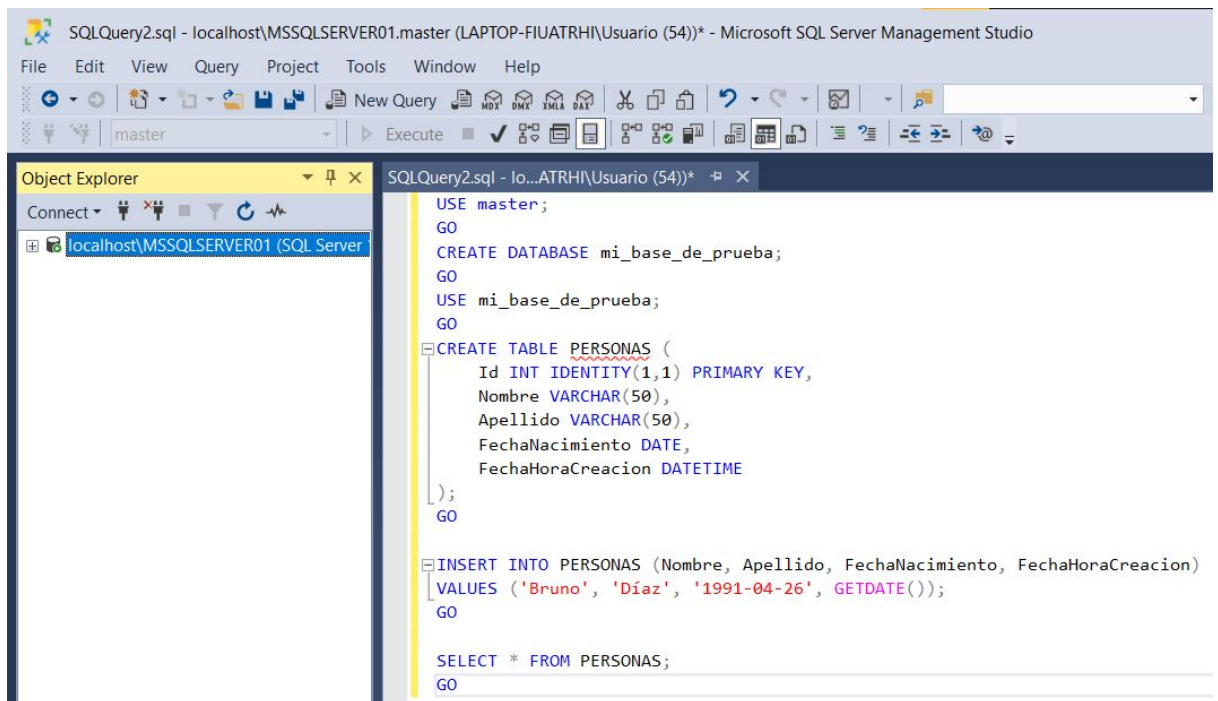 SQLQuery2.sql - localhost\MSSQLSERVER01.master (LAPTOP-FIUATRHI\Usuario (54))* - Microsoft SQL Server Management Studio
File Edit View Query Project Tools Window Help
New Query MDX DMX XMLA DAX
master Execute
Object Explorer
Connect
localhost\MSSQLSERVER01 (SQL Server
SQLQuery2.sql - lo...ATRHI\Usuario (54))*
USE master;
GO
CREATE DATABASE mi_base_de_prueba;
GO
USE mi_base_de_prueba;
GO
CREATE TABLE PERSONAS (
Id INT IDENTITY(1,1) PRIMARY KEY,
Nombre VARCHAR(50),
Apellido VARCHAR(50),
FechaNacimiento DATE,
FechaHoraCreacion DATETIME
);
GO
INSERT INTO PERSONAS (Nombre, Apellido, FechaNacimiento, FechaHoraCreacion)
VALUES ('Bruno', 'Díaz', '1991-04-26', GETDATE());
GO
SELECT * FROM PERSONAS;
GO